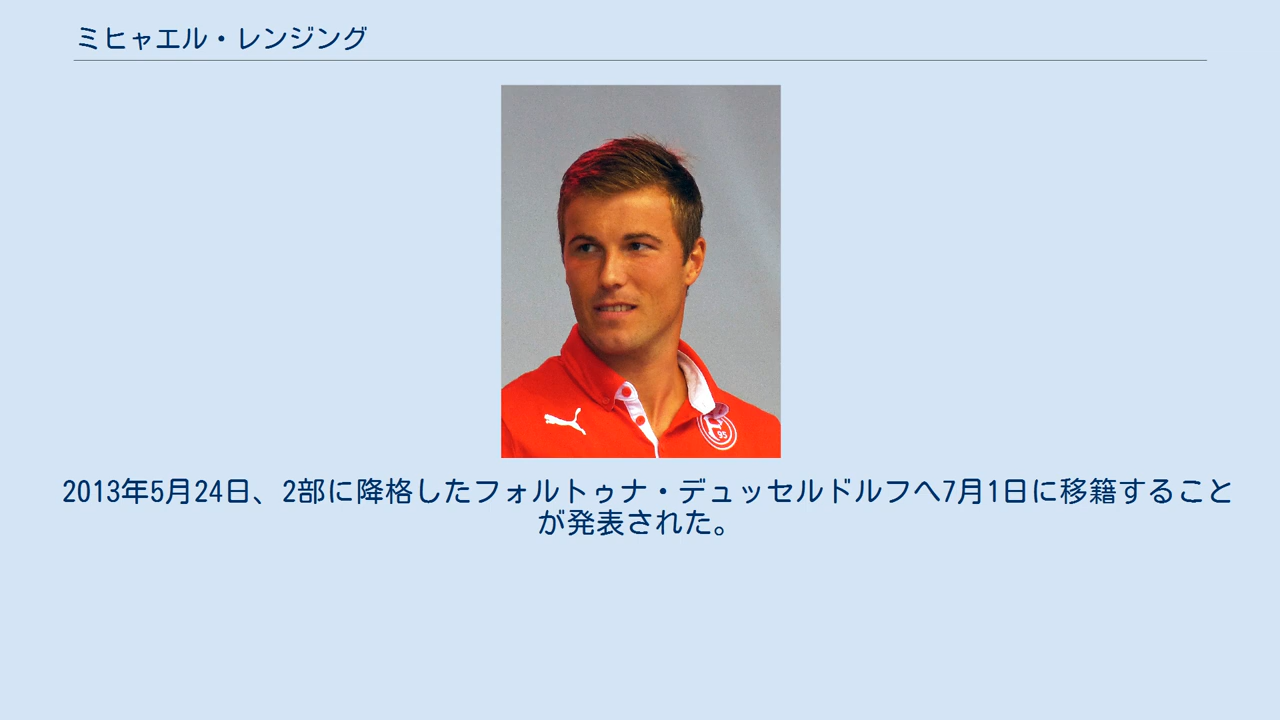 ミヒャエル・レンジング
95
2013年5月24日、2部に降格したフォルトゥナ・デュッセルドルフへ7月1日に移籍すること
が発表された。